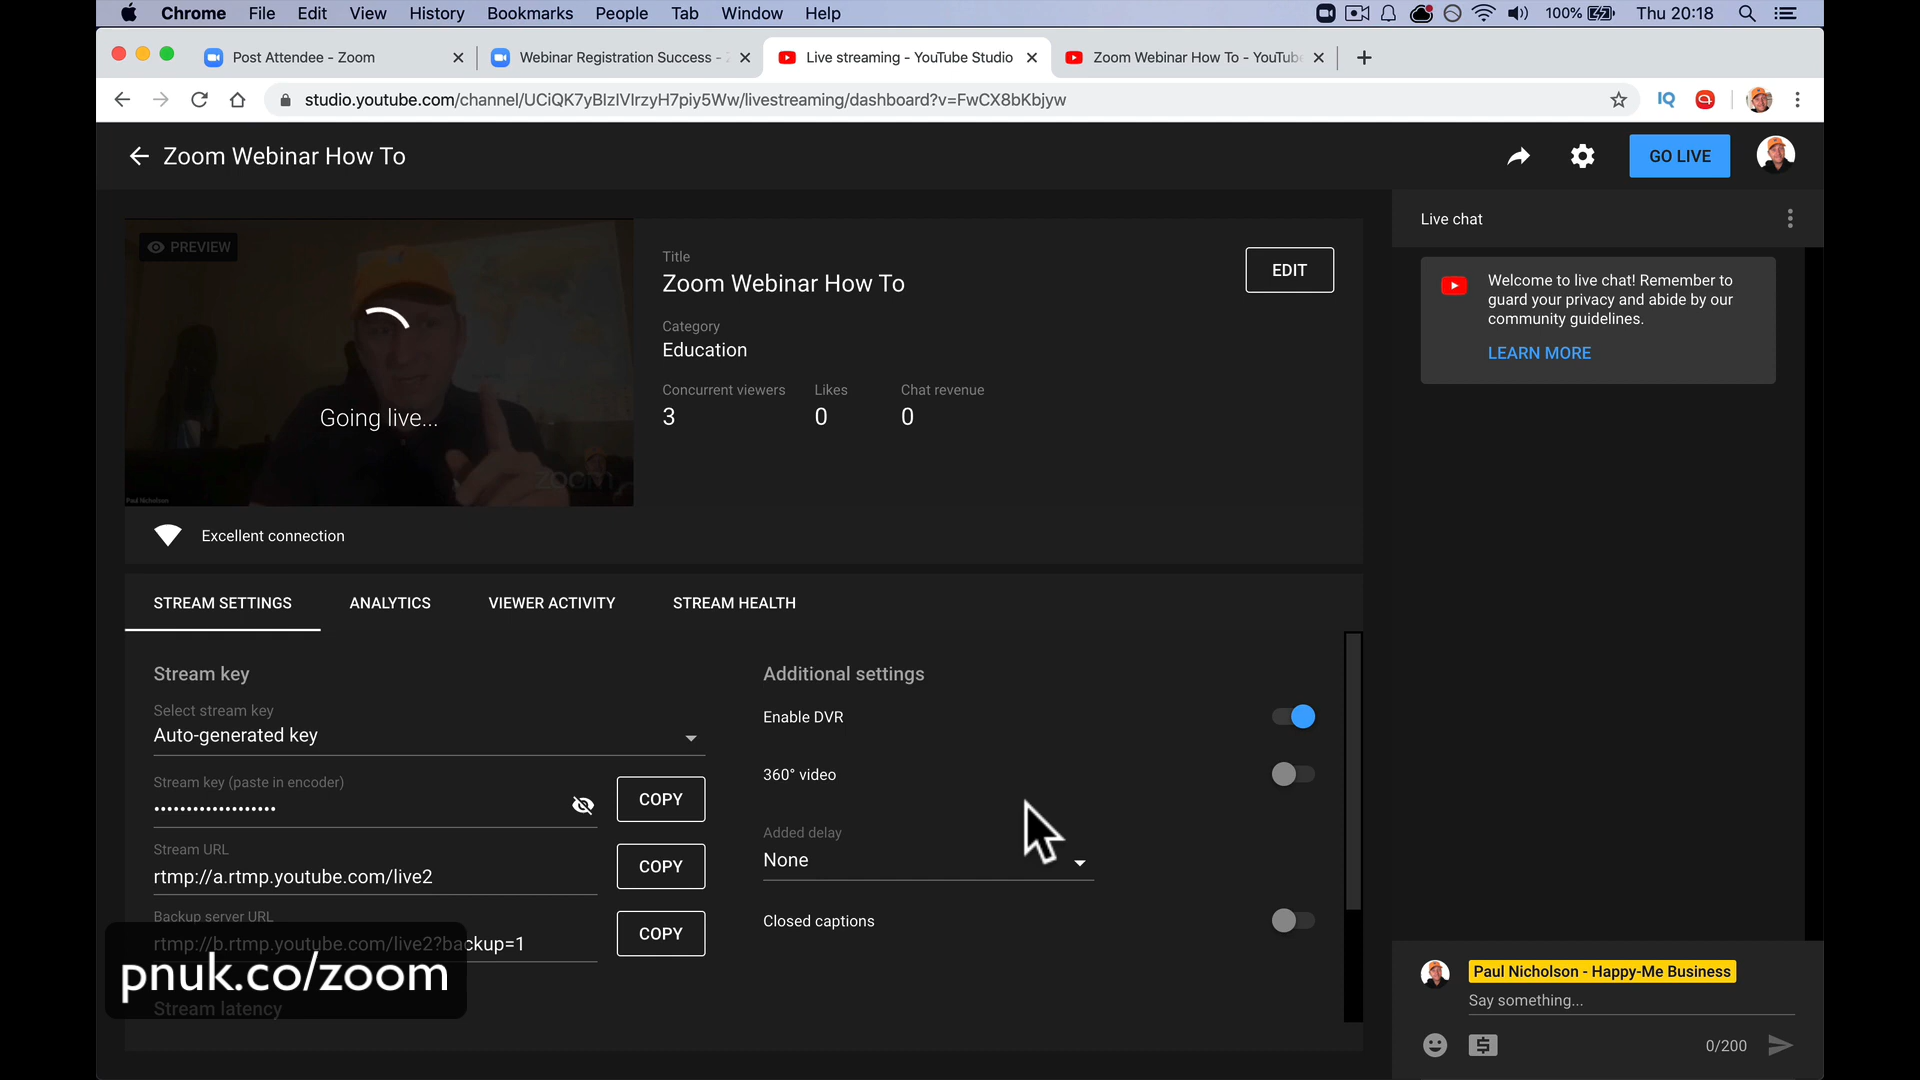 Chrome File Edit View History Bookmarks People Tab Window Help 100% Thu 20:18
Post Attendee - Zoom
Webinar Registration Success -
Live streaming - YouTube Studio
Zoom Webinar How To - YouTub
studio.youtube.com/channel/UCiQK7yBIzIVIrzyH7piy5Ww/livestreaming/dashboard?v=FwCX8bKbjyw
IQ
Zoom Webinar How To
GO LIVE
PREVIEW
Going live...
zoom
Paul Nicholson
Excellent connection
Title
Zoom Webinar How To
EDIT
Category
Education
Concurrent viewers Likes Chat revenue
3 0 0
Live chat
Welcome to live chat! Remember to
guard your privacy and abide by our
community guidelines.
LEARN MORE
STREAM SETTINGS ANALYTICS VIEWER ACTIVITY STREAM HEALTH
Stream key
Select stream key
Auto-generated key
Stream key (paste in encoder)
•••••••••••••••••••
COPY
Stream URL
rtmp://a.rtmp.youtube.com/live2
COPY
Backup server URL
rtmp://b.rtmp.youtube.com/live2?backup=1
COPY
Stream latency
pnuk.co/zoom
Additional settings
Enable DVR
360° video
Added delay
None
Closed captions
Paul Nicholson - Happy-Me Business
Say something...
0/200